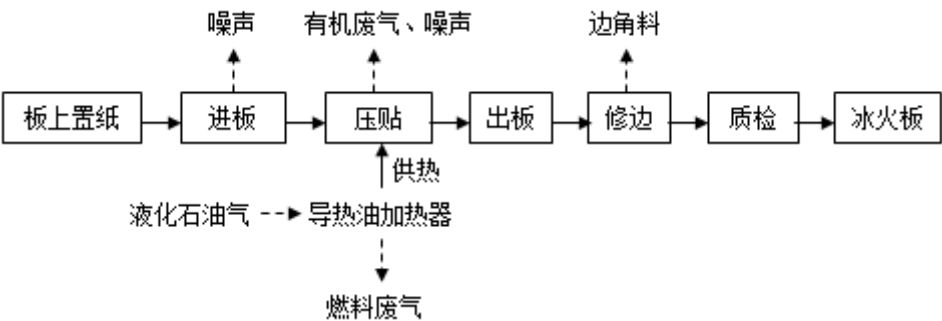 噪声 有机废气、噪声 边角料
板上置纸 进板 压贴 出板 修边 质检 冰火板
供热
液化石油气 导热油加热器
燃料废气